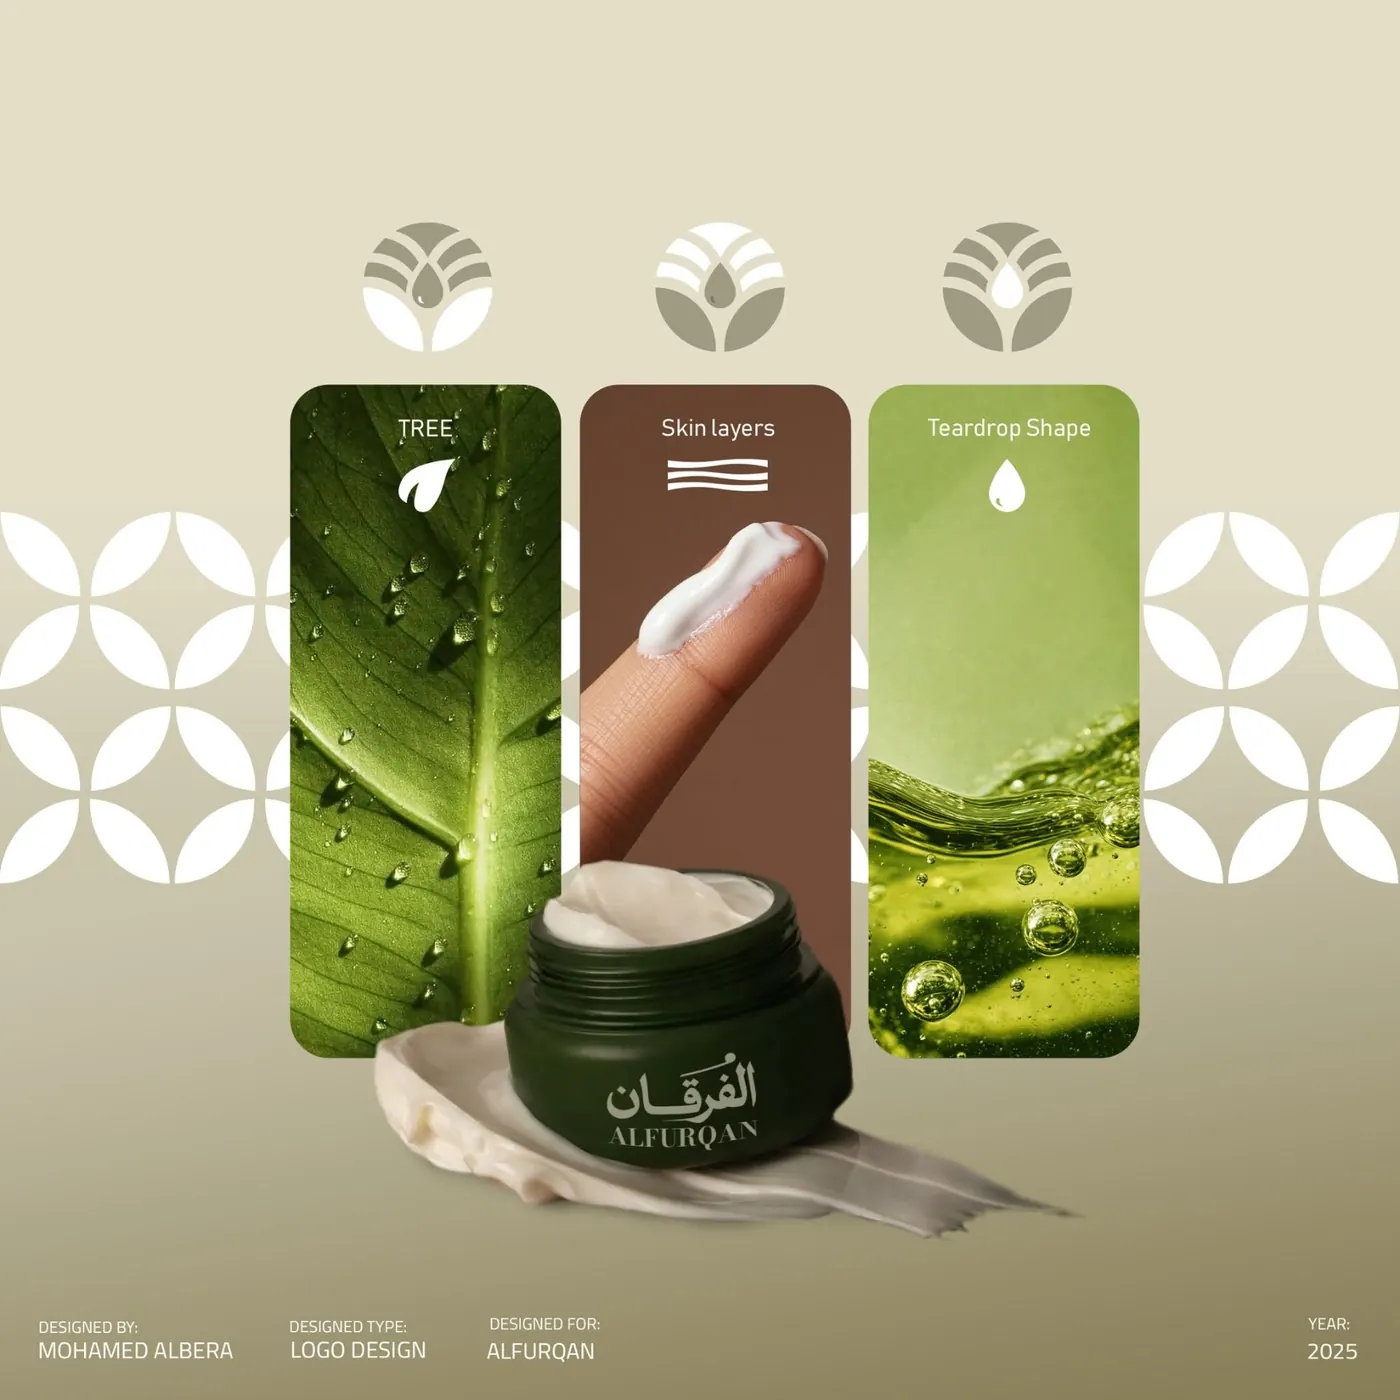 TREE
Skin layers
Teardrop Shape
الفرقان
ALFURQAN
DESIGNED BY:
MOHAMED ALBERA
DESIGNED TYPE:
LOGO DESIGN
DESIGNED FOR:
ALFURQAN
YEAR:
2025